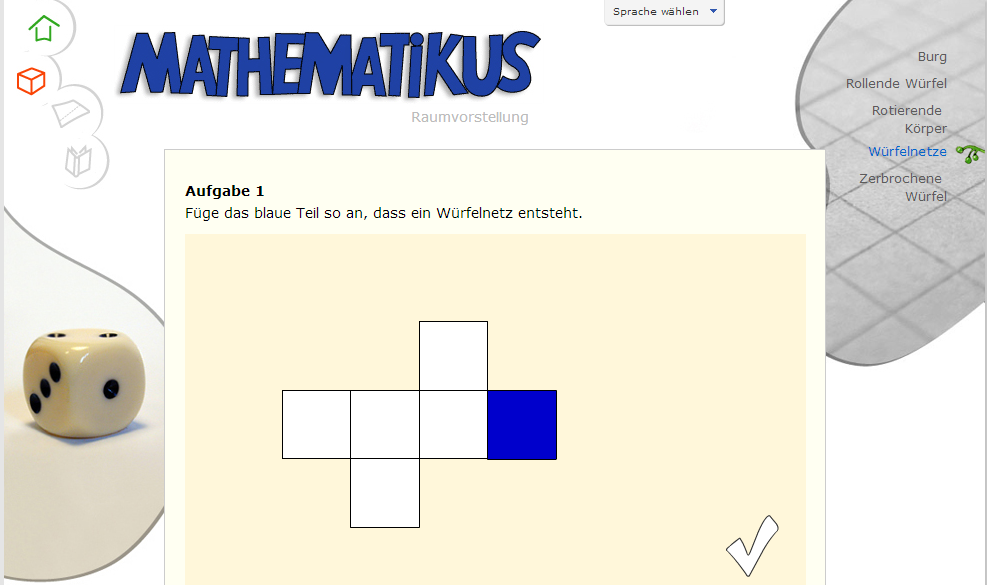 Sprache wählen
MATHEMATiKUS
Raumvorstellung
Burg
Rollende Würfel
Rotierende
Körper
Würfelnetze
Zerbrochene
Würfel
Aufgabe 1
Füge das blaue Teil so an, dass ein Würfelnetz entsteht.